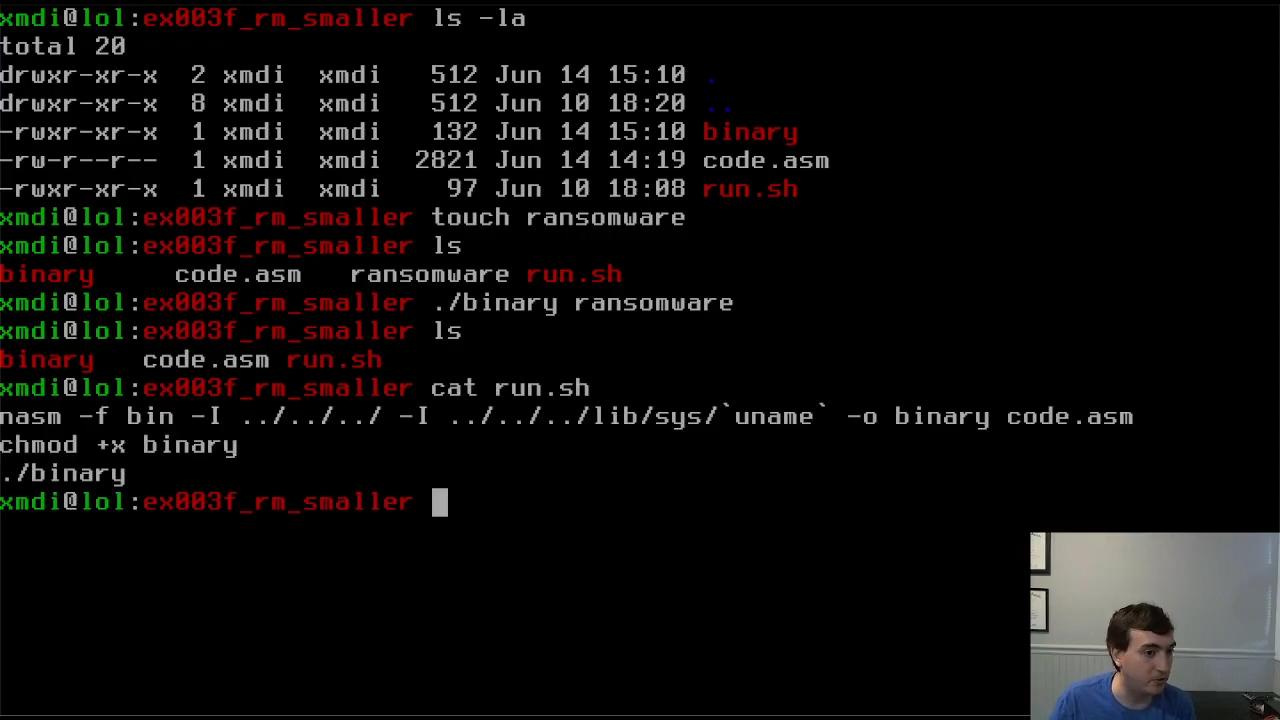 xmdi@lol:ex003f_rm_smaller ls -la
total 20
drwxr-xr-x  2 xmdi  xmdi   512 Jun 14 15:10 .
drwxr-xr-x  8 xmdi  xmdi   512 Jun 10 18:20 ..
-rwxr-xr-x  1 xmdi  xmdi   132 Jun 14 15:10 binary
-rw-r--r--  1 xmdi  xmdi  2821 Jun 14 14:19 code.asm
-rwxr-xr-x  1 xmdi  xmdi    97 Jun 10 18:08 run.sh
xmdi@lol:ex003f_rm_smaller touch ransomware
xmdi@lol:ex003f_rm_smaller ls
binary     code.asm   ransomware run.sh
xmdi@lol:ex003f_rm_smaller ./binary ransomware
xmdi@lol:ex003f_rm_smaller ls
binary   code.asm run.sh
xmdi@lol:ex003f_rm_smaller cat run.sh
nasm -f bin -I ../../../ -I ../../../lib/sys/`uname` -o binary code.asm
chmod +x binary
./binary
xmdi@lol:ex003f_rm_smaller